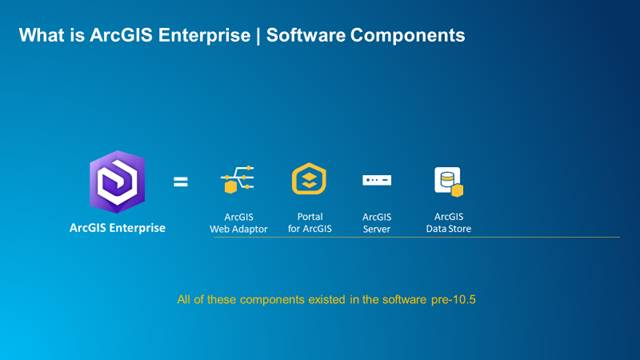 What is ArcGIS Enterprise | Software Components
ArcGIS Enterprise
=
ArcGIS
Web Adaptor
Portal
for ArcGIS
ArcGIS
Server
ArcGIS
Data Store
All of these components existed in the software pre-10.5